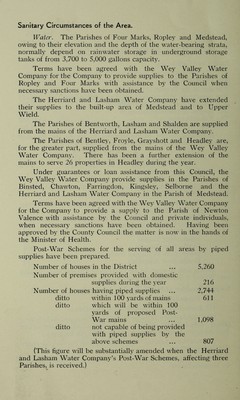 Sanitary Circumstances of the Area.
Water. The Parishes of Four Marks, Ropley and Medstead,
owing to their elevation and the depth of the water-bearing strata,
normally depend on rainwater storage in underground storage
tanks of from 3,700 to 5,000 gallons capacity.
Terms have been agreed with the Wey Valley Water
Company for the Company to provide supplies to the Parishes of
Ropley and Four Marks with assistance by the Council when
necessary sanctions have been obtained.
The Herriard and Lasham Water Company have extended
their supplies to the built-up area of Medstead and to Upper
Wield.
The Parishes of Bentworth, Lasham and Shalden are supplied
from the mains of the Herriard and Lasham Water Company.
The Parishes of Bentley, Froyle, Grayshott and Headley are,
for the greater part, supplied from the mains of the Wey Valley
Water Company. There has been a further extension of the
mains to serve 26 properties in Headley during the year.
Under guarantees or loan assistance from this Council, the
Wey Valley Water Company provide supplies in the Parishes of
Binsted, Chawton, Farringdon, Kingsley, Selborne and the
Herriard and Lasham Water Company in the Parish of Medstead.
Terms have been agreed with the Wey Valley Water Company
for the Company to provide a supply to the Parish of Newton
Valence with assistance by the Council and private individuals,
when necessary sanctions have been obtained. Having been
approved by the County Council the matter is now in the hands of
the Minister of Health.
Post-War Schemes for the serving of all areas by piped
supplies have been prepared.
Number of houses in the District ... 5,260
Number of premises provided with domestic
supplies during the year 216
Number of houses having piped supplies ... 2,744
ditto within 100 yards of mains 611
ditto which will be within 100
yards of proposed Post-
War mains ... 1,098
ditto not capable of being provided
with piped supplies by the
above schemes ... 807
(This figure will be substantially amended when the Herriard
and Lasham Water Company's Post-War Schemes, affecting three
Parishes, is received.)